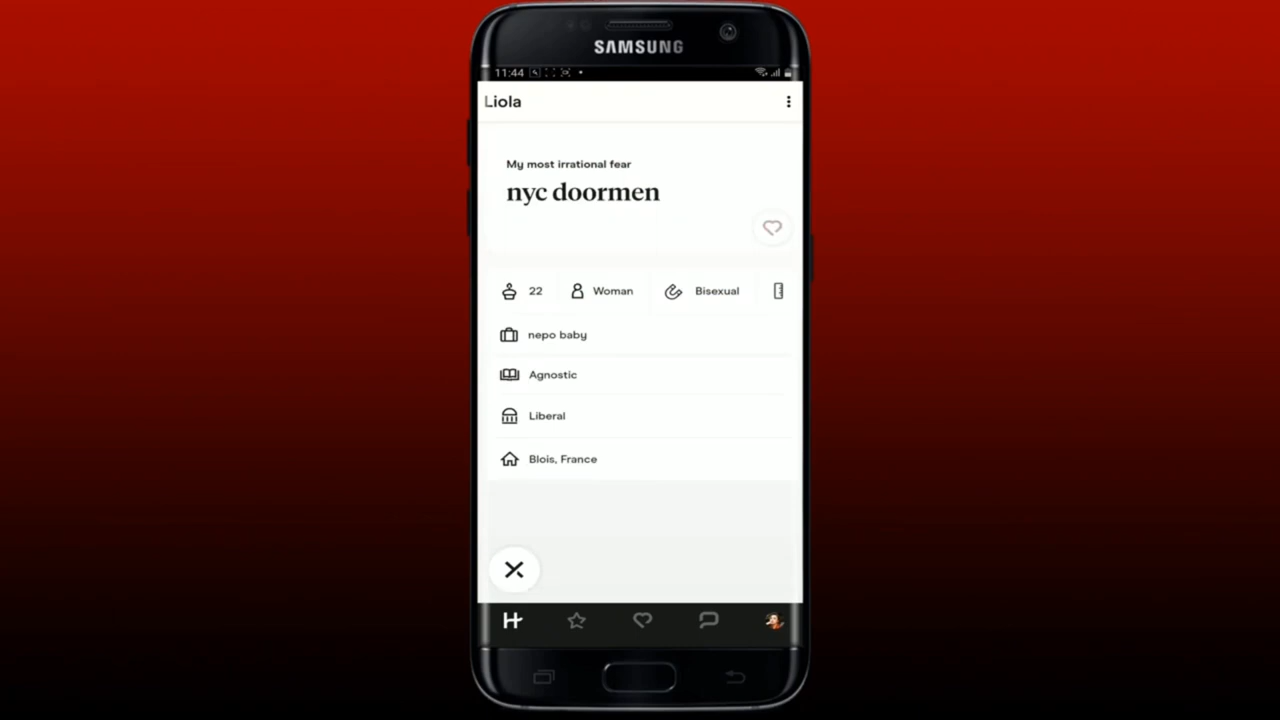 SAMSUNG
11:44
Liola
My most irrational fear
nyc doormen
22
Woman
Bisexual
nepo baby
Agnostic
Liberal
Blois, France